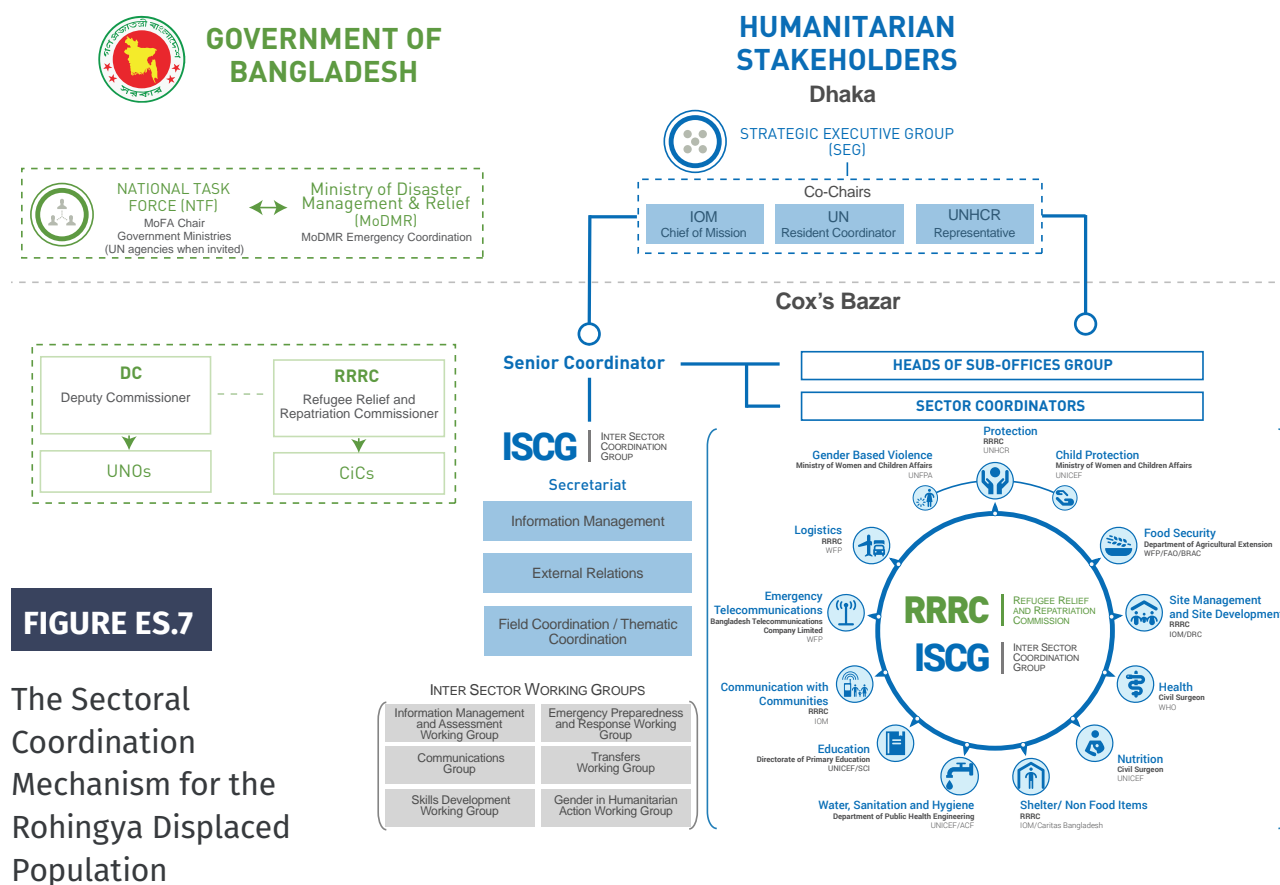 গণপ্রজাতন্ত্রী বাংলাদেশ
সরকার
GOVERNMENT OF
BANGLADESH
HUMANITARIAN
STAKEHOLDERS
Dhaka
STRATEGIC EXECUTIVE GROUP
(SEG)
NATIONAL TASK
FORCE (NTF)
MoFA Chair
Government Ministries
(UN agencies when invited)
Ministry of Disaster
Management & Relief
(MoDMR)
MoDMR Emergency Coordination
Co-Chairs
IOM
Chief of Mission
UN
Resident Coordinator
UNHCR
Representative
Cox's Bazar
DC
Deputy Commissioner
RRRC
Refugee Relief and
Repatriation Commissioner
UNOs
CiCs
Senior Coordinator
HEADS OF SUB-OFFICES GROUP
SECTOR COORDINATORS
ISCG
INTER SECTOR
COORDINATION
GROUP
Secretariat
Information Management
External Relations
Field Coordination / Thematic
Coordination
INTER SECTOR WORKING GROUPS
Information Management
and Assessment
Working Group
Emergency Preparedness
and Response Working
Group
Communications
Group
Transfers
Working Group
Skills Development
Working Group
Gender in Humanitarian
Action Working Group
Protection
RRRC
UNHCR
Gender Based Violence
Ministry of Women and Children Affairs
UNFPA
Child Protection
Ministry of Women and Children Affairs
UNICEF
Logistics
RRRC
WFP
Food Security
Department of Agricultural Extension
WFP/FAO/BRAC
Emergency
Telecommunications
Bangladesh Telecommunications
Company Limited
WFP
Site Management
and Site Development
RRRC
IOM/DRC
RRRC
REFUGEE RELIEF
AND REPATRIATION
COMMISSION
ISCG
INTER SECTOR
COORDINATION
GROUP
Communication with
Communities
RRRC
IOM
Health
Civil Surgeon
WHO
Education
Directorate of Primary Education
UNICEF/SCI
Nutrition
Civil Surgeon
UNICEF
Water, Sanitation and Hygiene
Department of Public Health Engineering
UNICEF/ACF
Shelter/ Non Food Items
RRRC
IOM/Caritas Bangladesh
FIGURE ES.7
The Sectoral
Coordination
Mechanism for the
Rohingya Displaced
Population